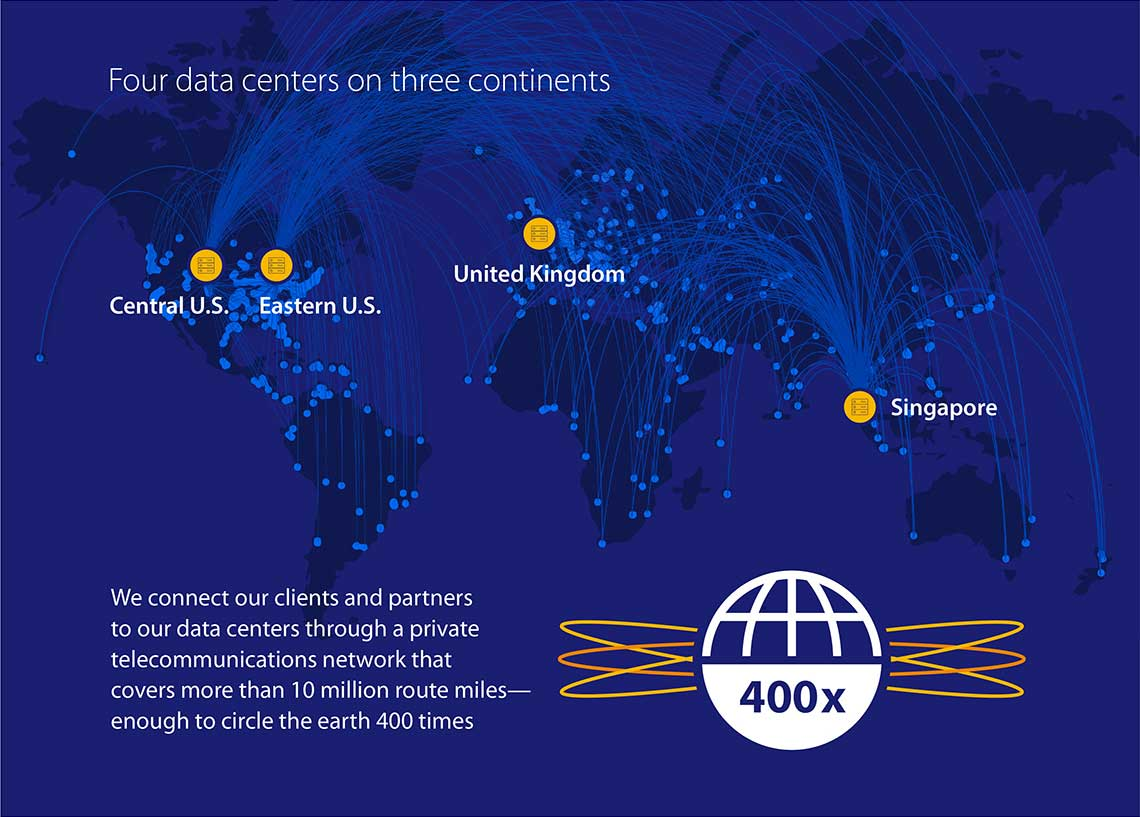 Four data centers on three continents
United Kingdom
Central U.S.
Eastern U.S.
Singapore
We connect our clients and partners
to our data centers through a private
telecommunications network that
covers more than 10 million route miles—
enough to circle the earth 400 times
400x